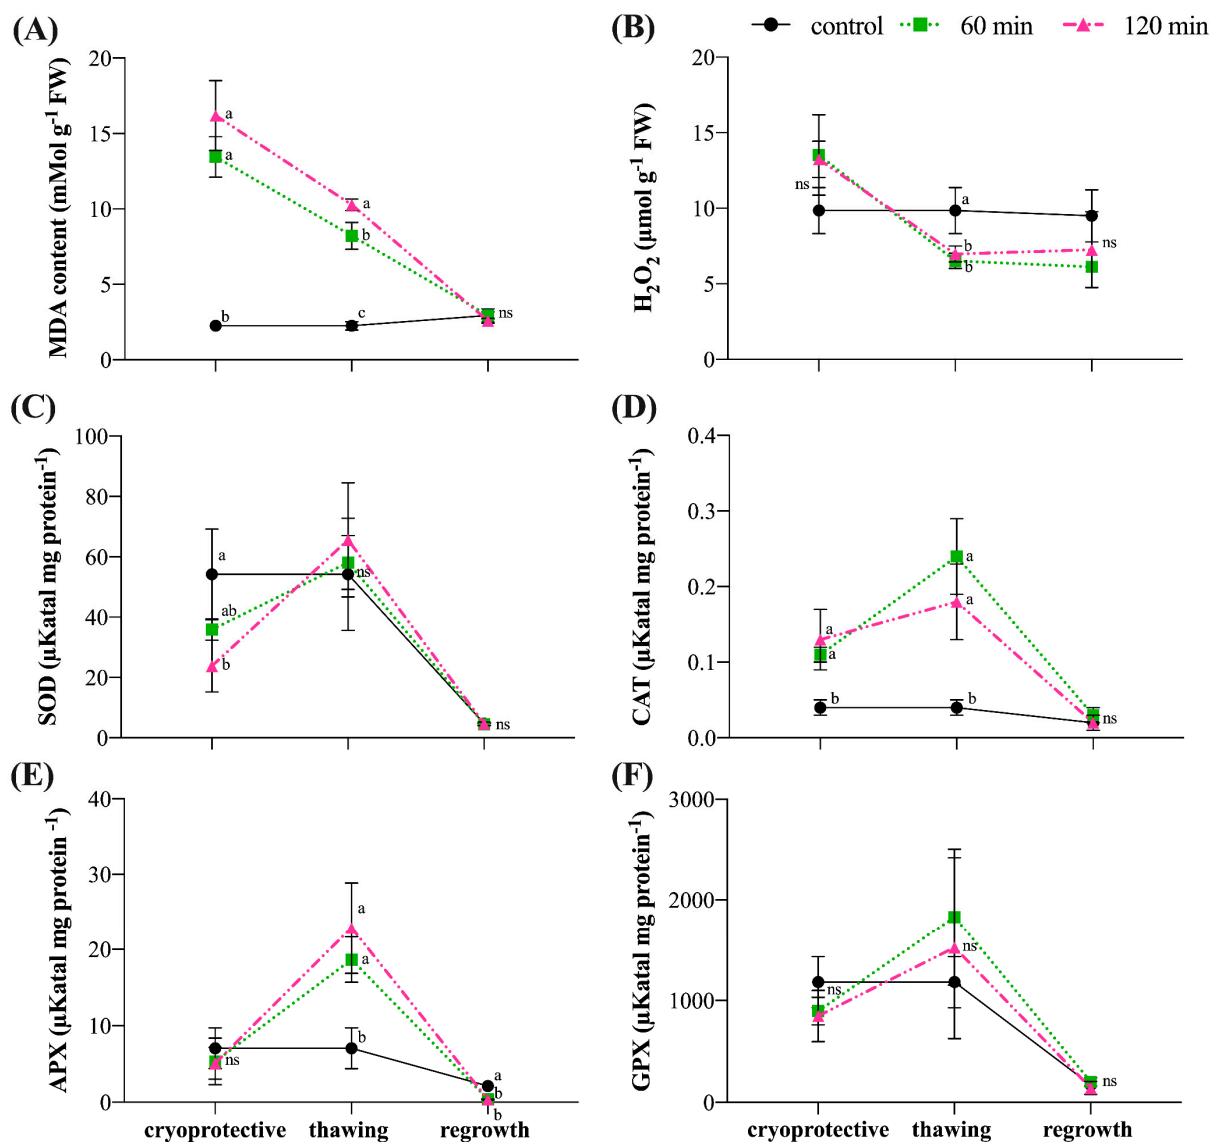 (A)
(B)
control 60 min 120 min
MDA content (mMol g-1 FW)
20
15
10
5
0
a
a
a
b
b
c
ns
H2O2 (µmol g-1 FW)
20
15
10
5
0
ns
a
b
b
ns
(C)
(D)
SOD (µKatal mg protein-1)
100
80
60
40
20
0
a
ab
b
ns
ns
CAT (µKatal mg protein-1)
0.4
0.3
0.2
0.1
0.0
a
a
b
a
a
b
ns
(E)
(F)
APX (µKatal mg protein -1)
40
30
20
10
0
ns
a
a
b
a
b
b
cryoprotective thawing regrowth
GPX (µKatal mg protein-1)
3000
2000
1000
0
ns
ns
ns
cryoprotective thawing regrowth